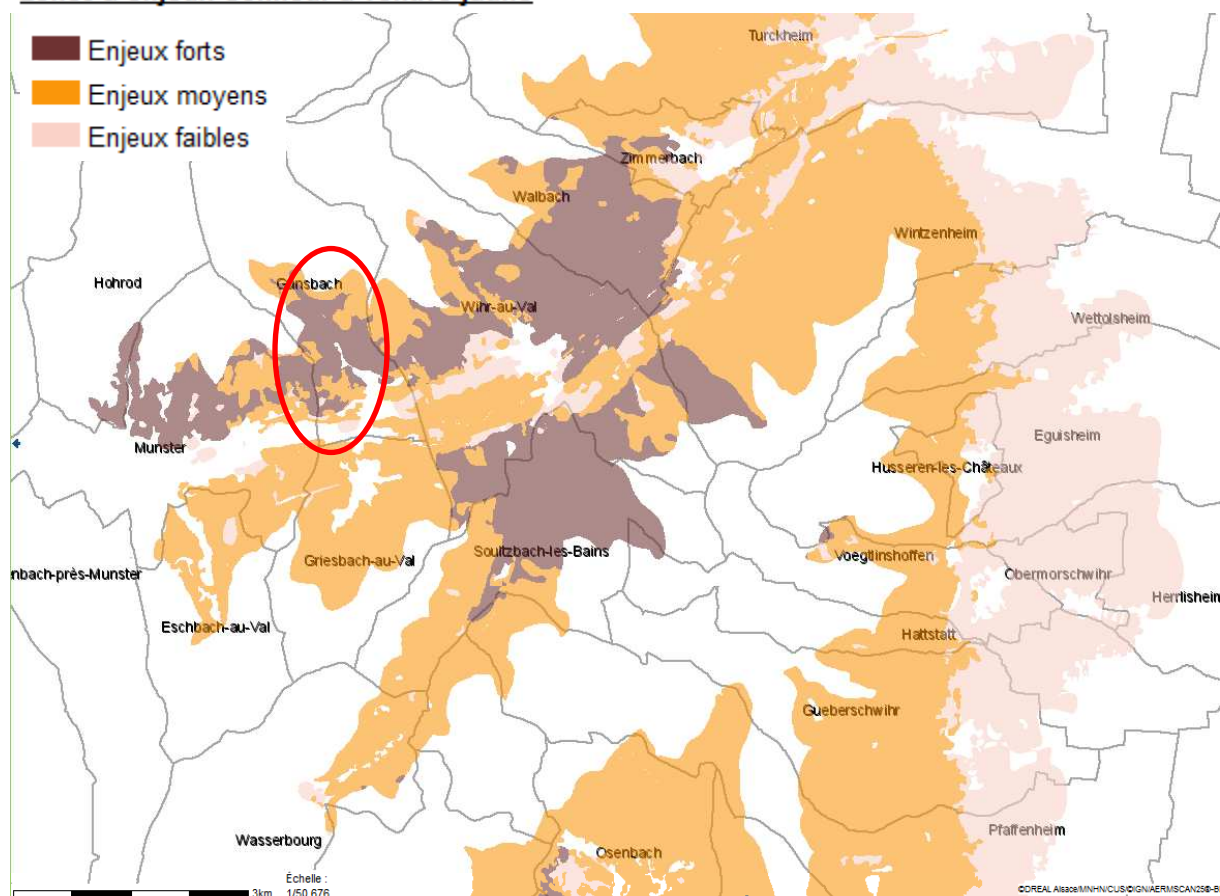 Enjeux forts
Enjeux moyens
Enjeux faibles
Turckheim
Zimmerbach
Walbach
Wintzenheim
Hohrod
Gunsbach
Wihr-au-Val
Wettolsheim
Munster
Eguisheim
Husseren-les-Châteaux
Soultzbach-les-Bains
Voegtlinshoffen
Griesbach-au-Val
nbach-près-Munster
Obermorschwihr
Herrlisheim
Eschbach-au-Val
Hattstatt
Gueberschwihr
Pfaffenheim
Wasserbourg
Osenbach
Échelle :
3km 1/50 676